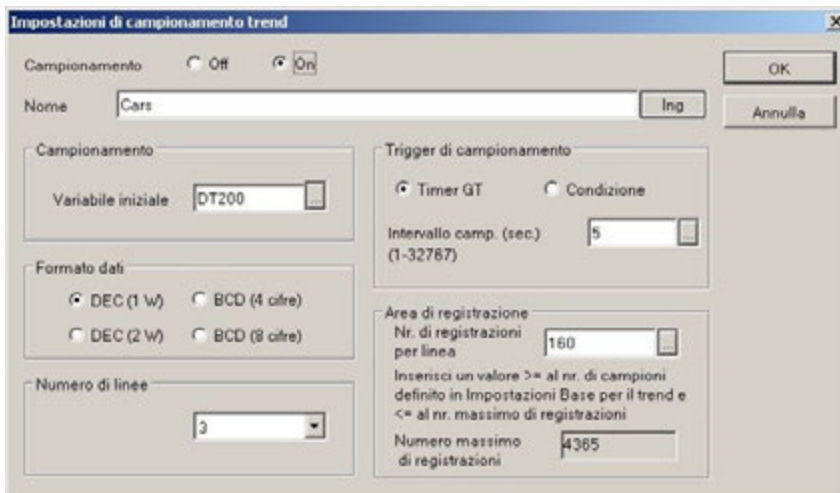 Impostazioni di campionamento trend
Campionamento Off On
OK
Nome Cars Ing
Annulla
Campionamento
Variabile iniziale DT200 ...
Trigger di campionamento
Timer GT Condizione
Intervallo camp. (sec.) 5 ...
(1-32767)
Formato dati
DEC (1 W) BCD (4 cifre)
DEC (2 W) BCD (8 cifre)
Area di registrazione
Nr. di registrazioni
per linea 160 ...
Inserisci un valore >= al nr. di campioni
definito in Impostazioni Base per il trend e
<= al nr. massimo di registrazioni
Numero massimo
di registrazioni 4365
Numero di linee
3